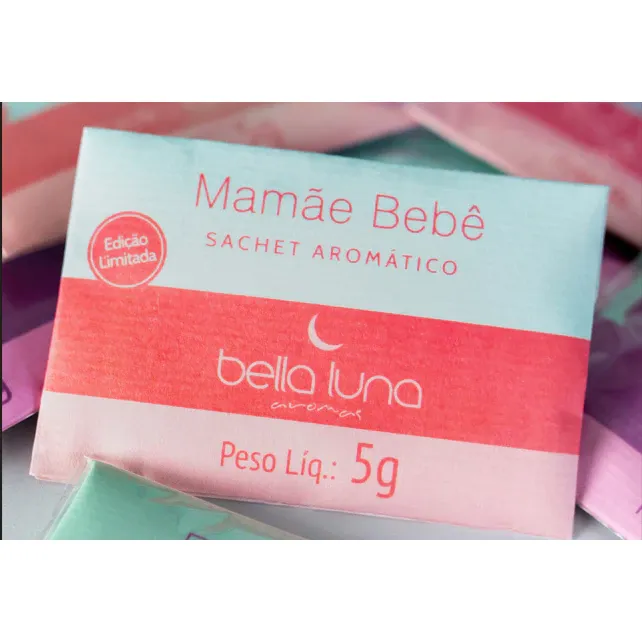 Mamãe Bebê
SACHET AROMÁTICO
Edição
Limitada
bella luna
aromas
Peso Líq.: 5g